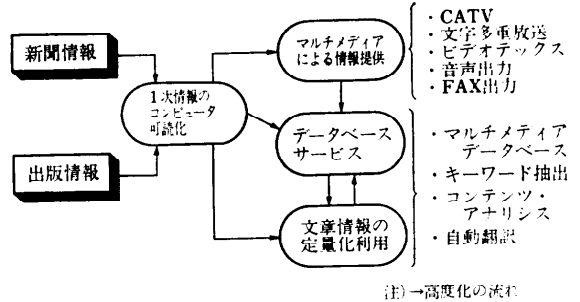 新聞情報
出版情報
1次情報の
コンピュータ
可読化
マルチメディア
による情報提供
データベース
サービス
文章情報の
定量化利用
・CATV
・文字多重放送
・ビデオテックス
・音声出力
・FAX出力
・マルチメティア
データベース
・キーワード抽出
・コンテンツ・
アナリシス
・自動翻訳
注)→高度化の流れ